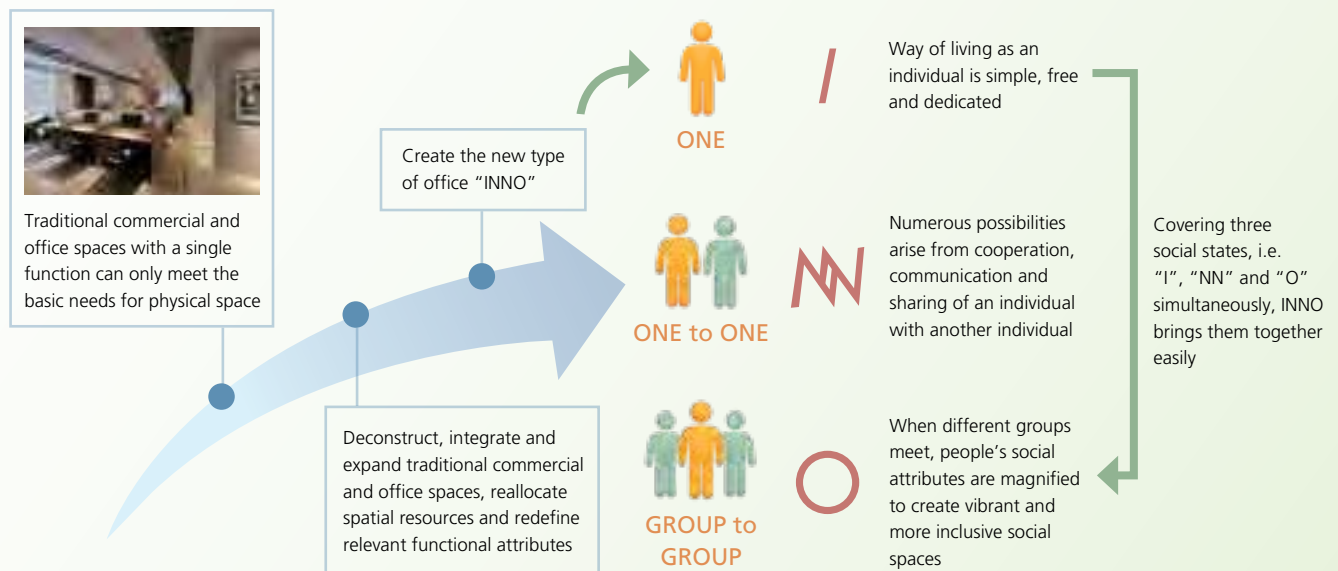 Traditional commercial and
office spaces with a single
function can only meet the
basic needs for physical space
Deconstruct, integrate and
expand traditional commercial
and office spaces, reallocate
spatial resources and redefine
relevant functional attributes
Create the new type
of office “INNO”
ONE
I
Way of living as an
individual is simple, free
and dedicated
ONE to ONE
NN
Numerous possibilities
arise from cooperation,
communication and
sharing of an individual
with another individual
GROUP to
GROUP
O
When different groups
meet, people’s social
attributes are magnified
to create vibrant and
more inclusive social
spaces
Covering three
social states, i.e.
“I”, “NN” and “O”
simultaneously, INNO
brings them together
easily